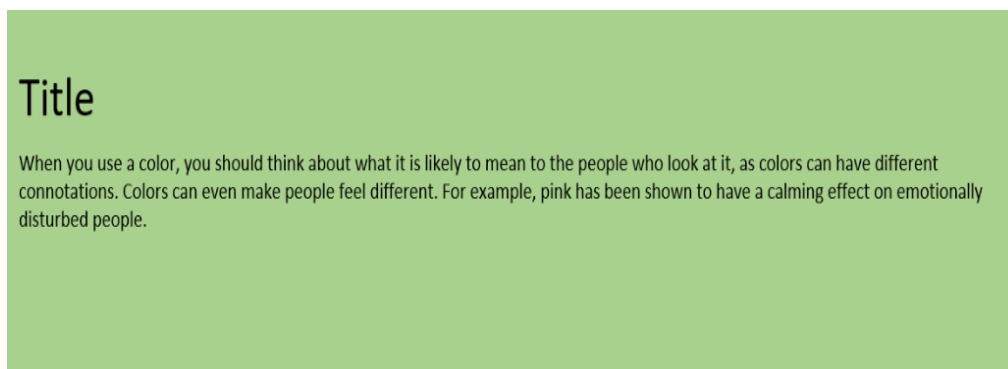 Title
When you use a color, you should think about what it is likely to mean to the people who look at it, as colors can have different
connotations. Colors can even make people feel different. For example, pink has been shown to have a calming effect on emotionally
disturbed people.